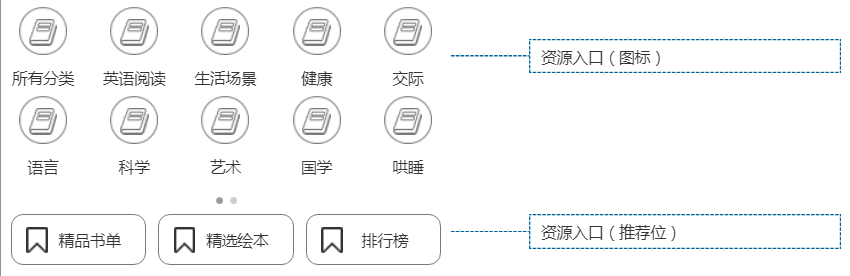 所有分类 英语阅读 生活场景 健康 交际
资源入口（图标）
语言 科学 艺术 国学 哄睡
精品书单 精选绘本 排行榜
资源入口（推荐位）